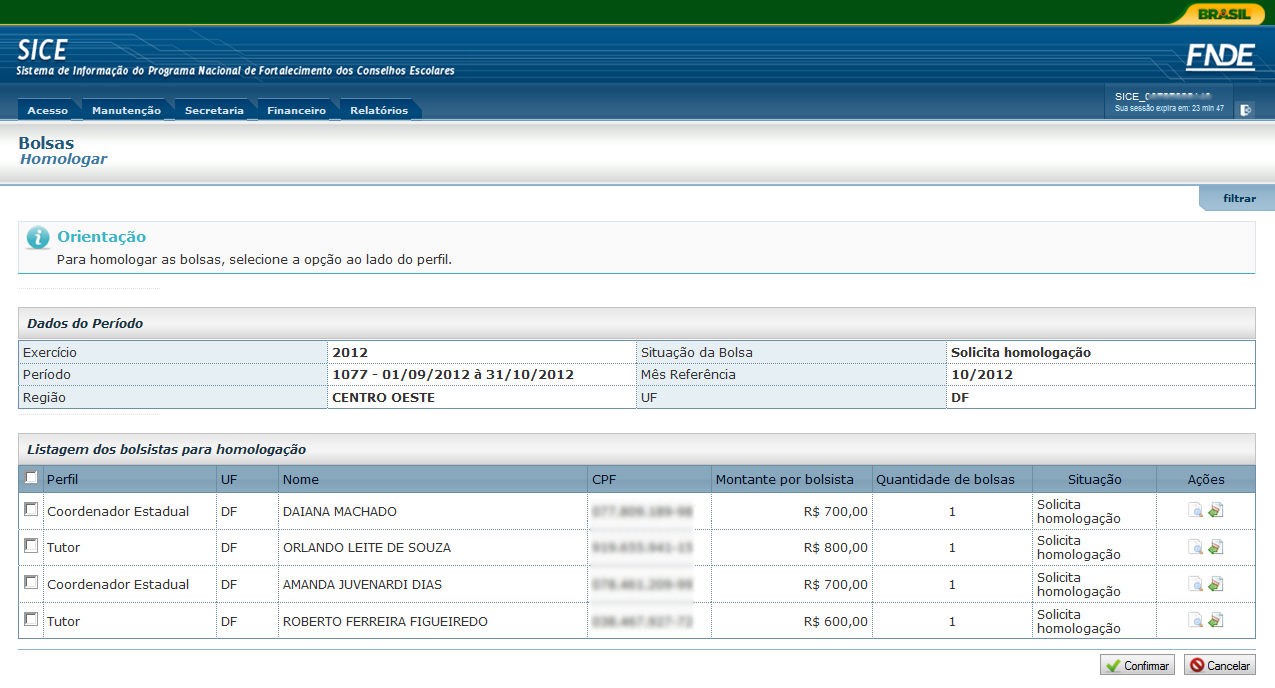 BRASIL
SICE
Sistema de Informação do Programa Nacional de Fortalecimento dos Conselhos Escolares
FNDE
Acesso Manutenção Secretaria Financeiro Relatórios
SICE_
Sua sessão expira em: 23 min 47
Bolsas
Homologar
filtrar
Orientação
Para homologar as bolsas, selecione a opção ao lado do perfil.
Dados do Período
Exercício 2012 Situação da Bolsa Solicita homologação
Período 1077 - 01/09/2012 à 31/10/2012 Mês Referência 10/2012
Região CENTRO OESTE UF DF
Listagem dos bolsistas para homologação
Perfil UF Nome CPF Montante por bolsista Quantidade de bolsas Situação Ações
Coordenador Estadual DF DAIANA MACHADO R$ 700,00 1 Solicita homologação
Tutor DF ORLANDO LEITE DE SOUZA R$ 800,00 1 Solicita homologação
Coordenador Estadual DF AMANDA JUVENARDI DIAS R$ 700,00 1 Solicita homologação
Tutor DF ROBERTO FERREIRA FIGUEIREDO R$ 600,00 1 Solicita homologação
Confirmar Cancelar